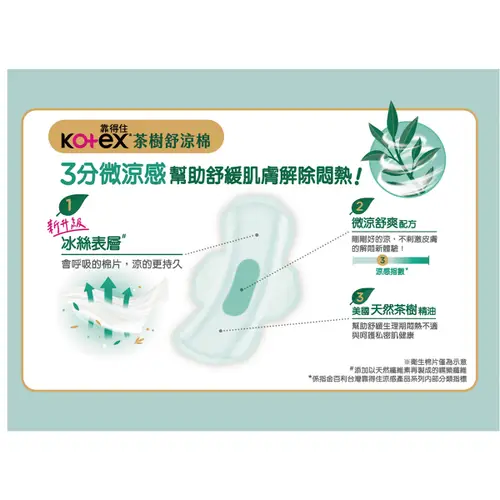 靠得住
Kotex 茶樹舒涼棉
3分微涼感 幫助舒緩肌膚解除悶熱!
1
新升級
冰絲表層#
會呼吸的棉片,涼的更持久
2
微涼舒爽配方
剛剛好的涼,不刺激皮膚
的解悶新體驗!
3
涼感指數*
3
美國天然茶樹精油
幫助舒緩生理期悶熱不適
與呵護私密肌健康
※衛生棉片僅為示意
#添加以天然纖維素再製成的嫘縈纖維
*係指金百利台灣靠得住涼感產品系列內部分類指標